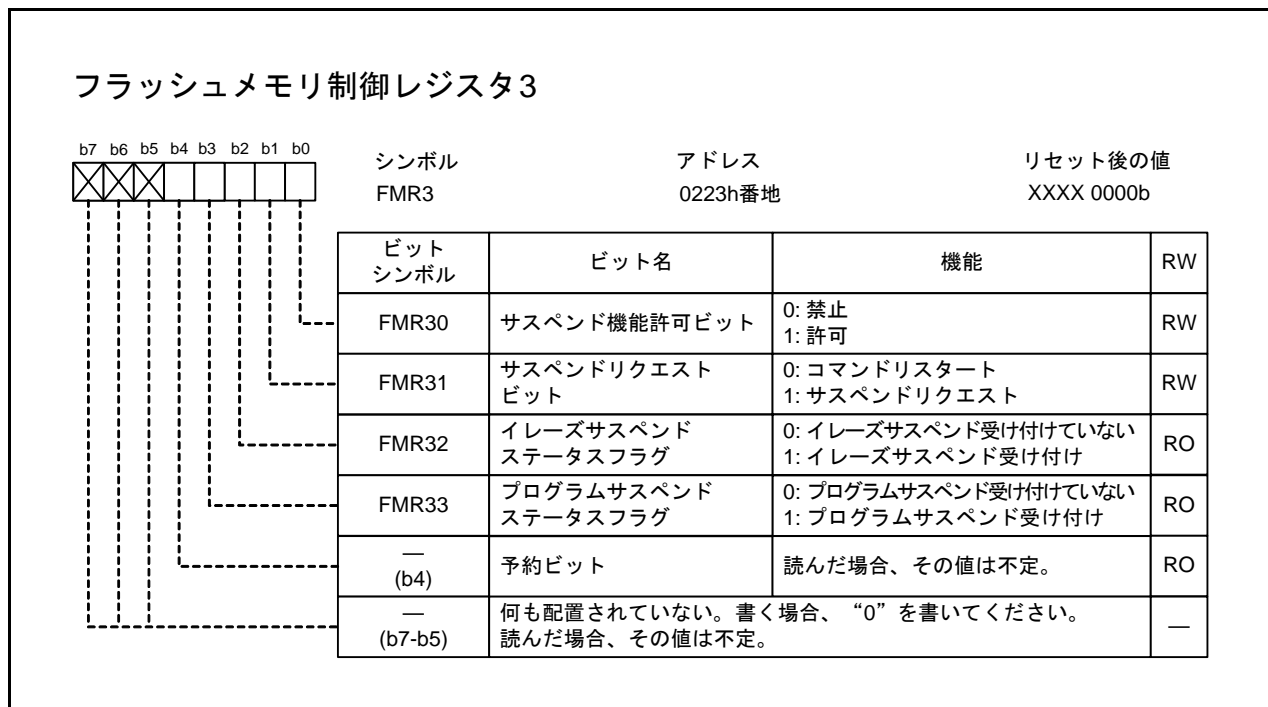 フラッシュメモリ制御レジスタ3
b7 b6 b5 b4 b3 b2 b1 b0
シンボル アドレス リセット後の値
FMR3 0223h番地 XXXX 0000b
ビット
シンボル
ビット名
機能
RW
FMR30
サスペンド機能許可ビット
0: 禁止
1: 許可
RW
FMR31
サスペンドリクエスト
ビット
0: コマンドリスタート
1: サスペンドリクエスト
RW
FMR32
イレーズサスペンド
ステータスフラグ
0: イレーズサスペンド受け付けていない
1: イレーズサスペンド受け付け
RO
FMR33
プログラムサスペンド
ステータスフラグ
0: プログラムサスペンド受け付けていない
1: プログラムサスペンド受け付け
RO
—
(b4)
予約ビット
読んだ場合、その値は不定。
RO
—
(b7-b5)
何も配置されていない。書く場合、“0”を書いてください。
読んだ場合、その値は不定。
—